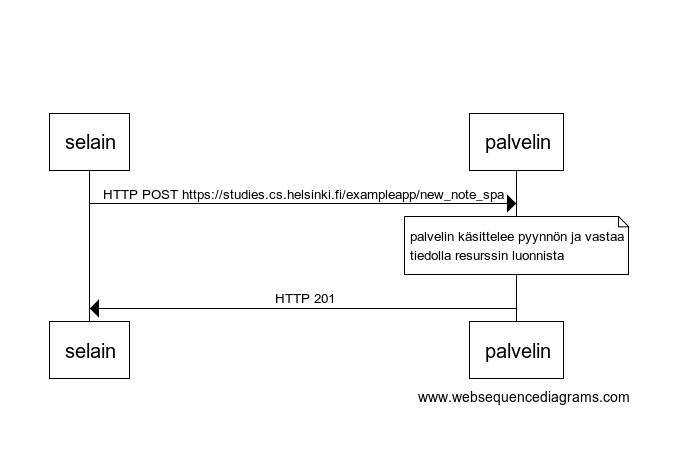 selain
palvelin
HTTP POST https://studies.cs.helsinki.fi/exampleapp/new_note_spa
palvelin käsittelee pyynnön ja vastaa
tiedolla resurssin luonnista
HTTP 201
selain
palvelin
www.websequencediagrams.com